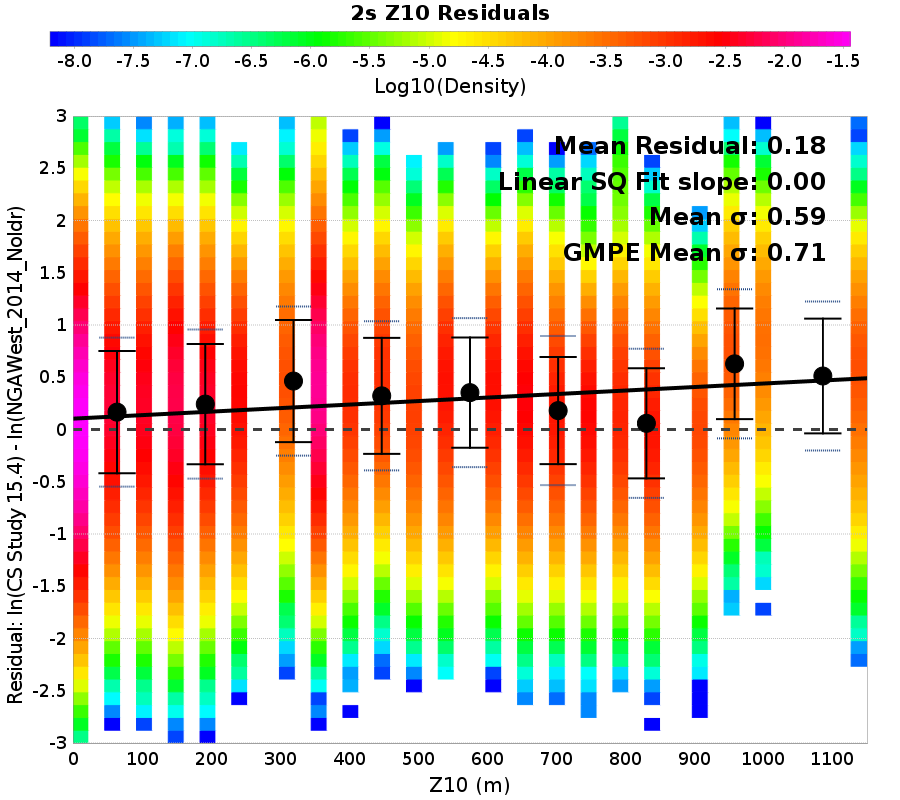 2s Z10 Residuals
-8.0 -7.5 -7.0 -6.5 -6.0 -5.5 -5.0 -4.5 -4.0 -3.5 -3.0 -2.5 -2.0 -1.5
Log10(Density)
Mean Residual: 0.18
Linear SQ Fit slope: 0.00
Mean σ: 0.59
GMPE Mean σ: 0.71
Residual: ln(CS Study 15.4) - ln(NGAWest_2014_NoIdr)
3
2.5
2
1.5
1
0.5
0
-0.5
-1
-1.5
-2
-2.5
-3
0 100 200 300 400 500 600 700 800 900 1000 1100
Z10 (m)